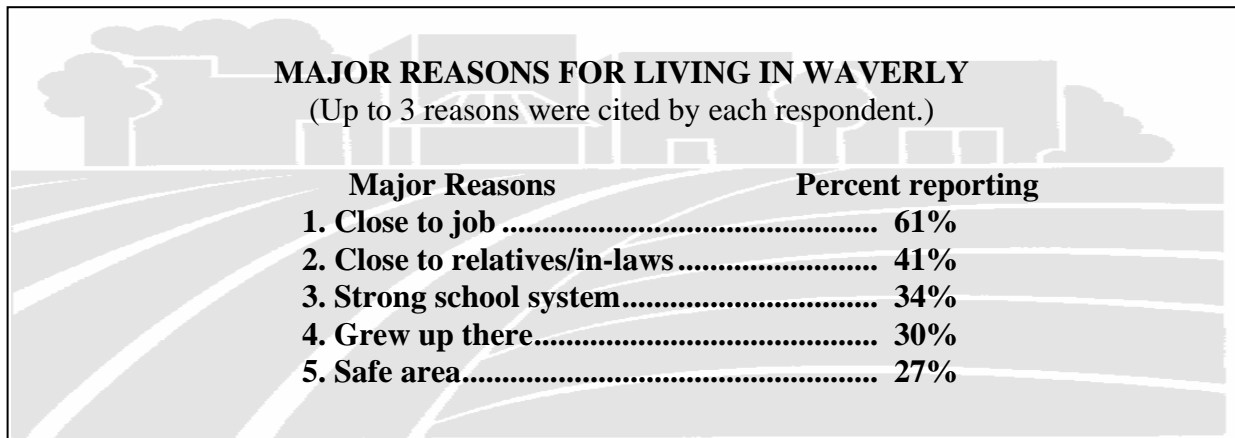 MAJOR REASONS FOR LIVING IN WAVERLY
(Up to 3 reasons were cited by each respondent.)
Major Reasons Percent reporting
1. Close to job .............................................. 61%
2. Close to relatives/in-laws ........................ 41%
3. Strong school system............................... 34%
4. Grew up there.......................................... 30%
5. Safe area................................................... 27%